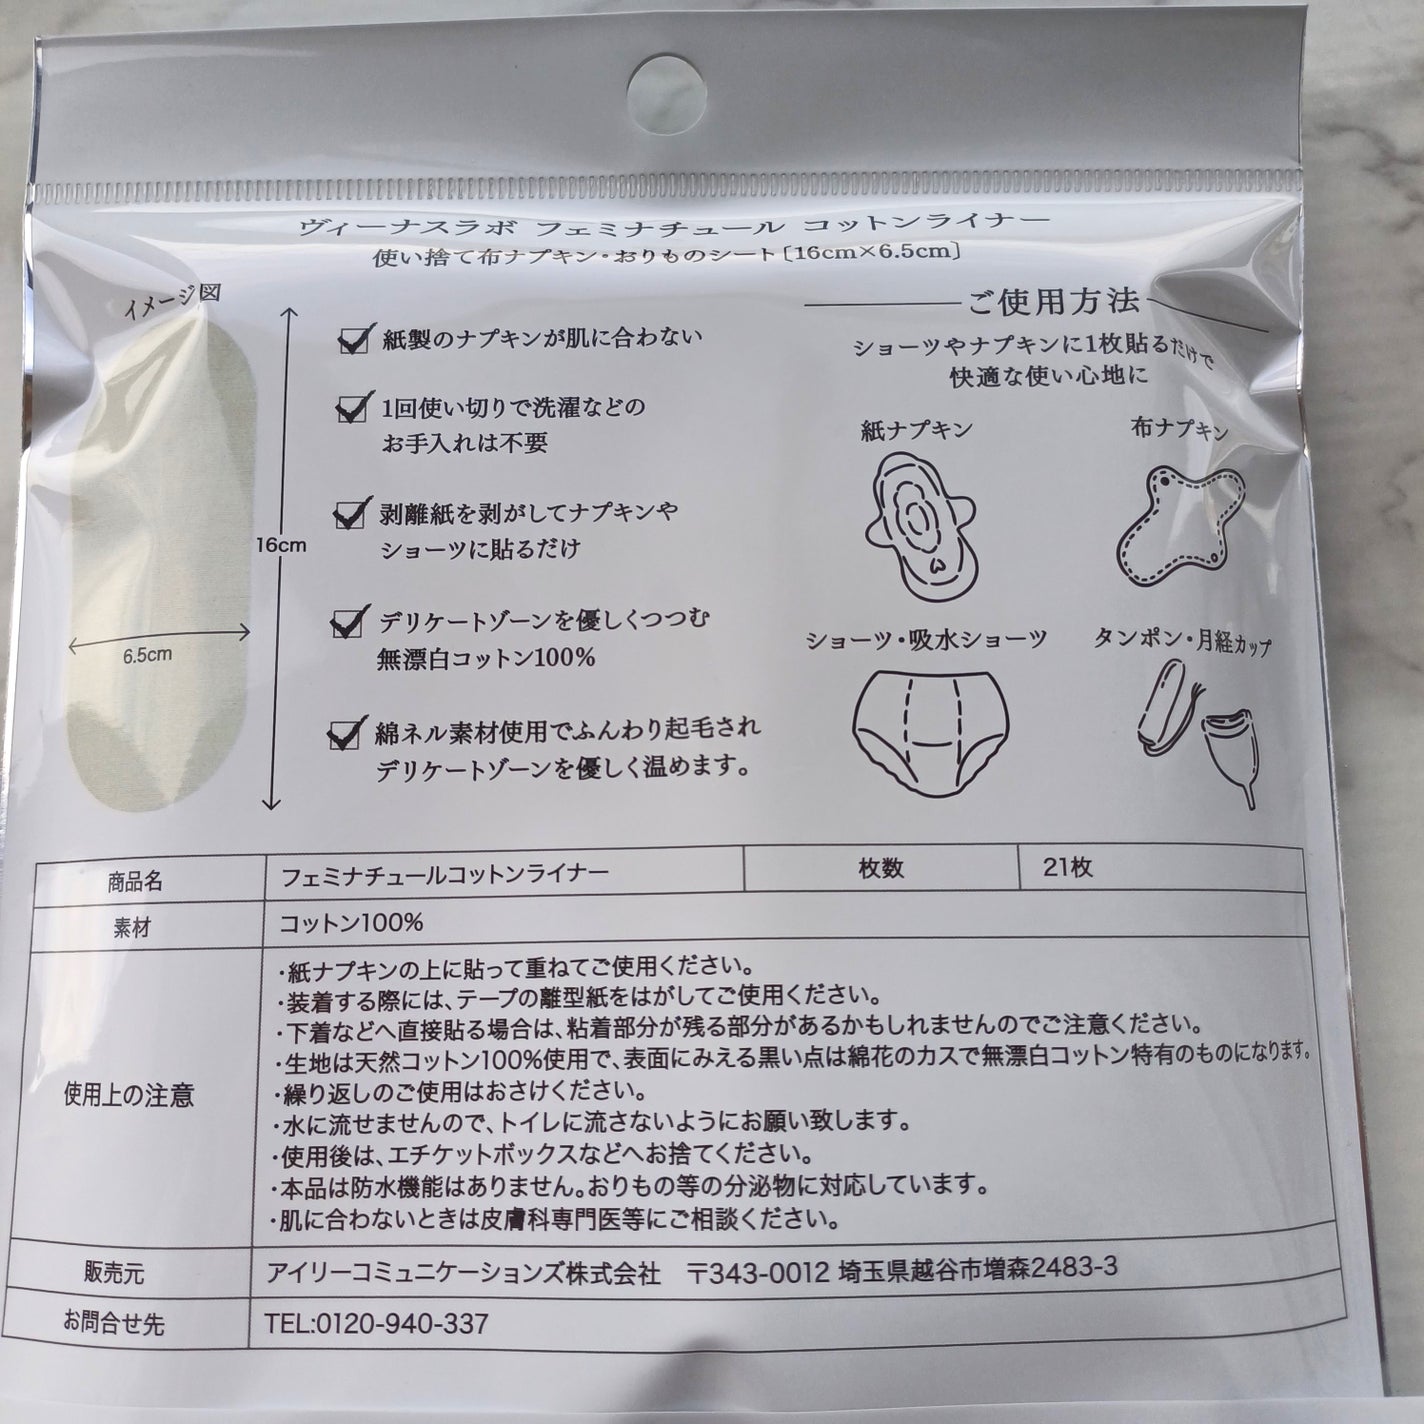 ヴィーナスラボ フェミナチュール コットンライナー
使い捨て布ナプキン・おりものシート〔16cm×6.5cm〕
イメージ図
16cm
6.5cm
紙製のナプキンが肌に合わない
1回使い切りで洗濯などの
お手入れは不要
剥離紙を剥がしてナプキンや
ショーツに貼るだけ
デリケートゾーンを優しくつつむ
無漂白コットン100%
綿ネル素材使用でふんわり起毛され
デリケートゾーンを優しく温めます。
ご使用方法
ショーツやナプキンに1枚貼るだけで
快適な使い心地に
紙ナプキン
布ナプキン
ショーツ・吸水ショーツ
タンポン・月経カップ
商品名 フェミナチュールコットンライナー 枚数 21枚
素材 コットン100%
使用上の注意
・紙ナプキンの上に貼って重ねてご使用ください。
・装着する際には、テープの離型紙をはがしてご使用ください。
・下着などへ直接貼る場合は、粘着部分が残る部分があるかもしれませんのでご注意ください。
・生地は天然コットン100%使用で、表面にみえる黒い点は綿花のカスで無漂白コットン特有のものになります。
・繰り返しのご使用はおさけください。
・水に流せませんので、トイレに流さないようにお願い致します。
・使用後は、エチケットボックスなどへお捨てください。
・本品は防水機能はありません。おりもの等の分泌物に対応しています。
・肌に合わないときは皮膚科専門医等にご相談ください。
販売元 アイリーコミュニケーションズ株式会社 〒343-0012 埼玉県越谷市増森2483-3
お問合せ先 TEL:0120-940-337